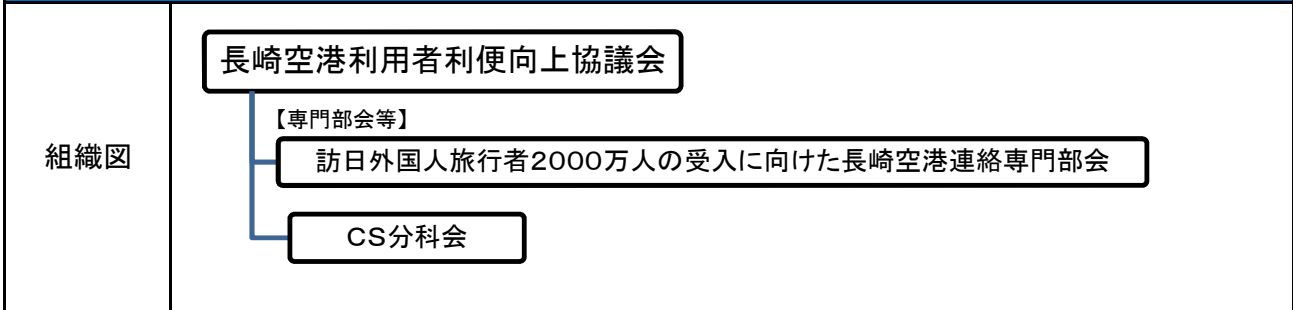 組織図
長崎空港利用者利便向上協議会
【専門部会等】
訪日外国人旅行者2000万人の受入に向けた長崎空港連絡専門部会
CS分科会